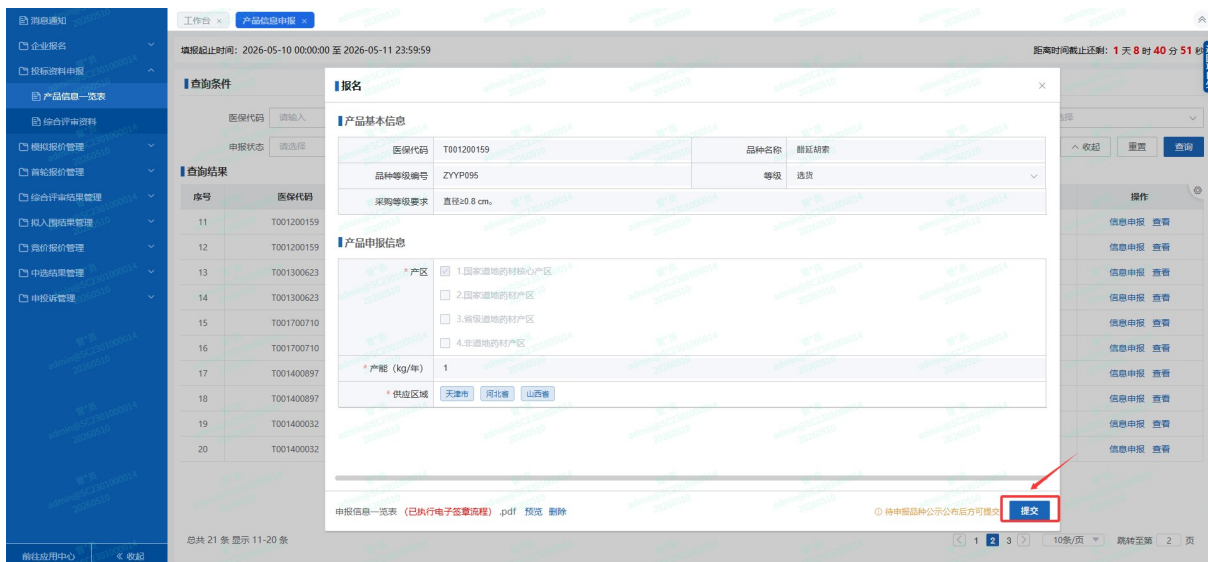 消息通知
企业报名
投标资料申报
产品信息一览表
综合评审资料
模拟报价管理
首轮报价管理
综合评审结果管理
拟入围结果管理
竞价报价管理
中选结果管理
申投诉管理
前往应用中心 《 收起
工作台 × 产品信息申报 ×
填报起止时间：2026-05-10 00:00:00 至 2026-05-11 23:59:59 距离时间截止还剩：1 天 8 时 40 分 51 秒
查询条件
医保代码 请输入
申报状态 请选择 收起 重置 查询
查询结果
序号 医保代码 操作
11 T001200159 信息申报 查看
12 T001200159 信息申报 查看
13 T001300623 信息申报 查看
14 T001300623 信息申报 查看
15 T001700710 信息申报 查看
16 T001700710 信息申报 查看
17 T001400897 信息申报 查看
18 T001400897 信息申报 查看
19 T001400032 信息申报 查看
20 T001400032 信息申报 查看
总共 21 条 显示 11-20 条 1 2 3 10条/页 跳转至第 2 页
报名 ×
产品基本信息
医保代码 T001200159 品种名称 醋延胡索
品种等级编号 ZYYP095 等级 选货
采购等级要求 直径≥0.8 cm。
产品申报信息
* 产区 1.国家道地药材核心产区
2.国家道地药材产区
3.省级道地药材产区
4.非道地药材产区
* 产能（kg/年） 1
* 供应区域 天津市 河北省 山西省
申报信息一览表（已执行电子签章流程）.pdf 预览 删除 待申报品种公示公布后方可提交 提交